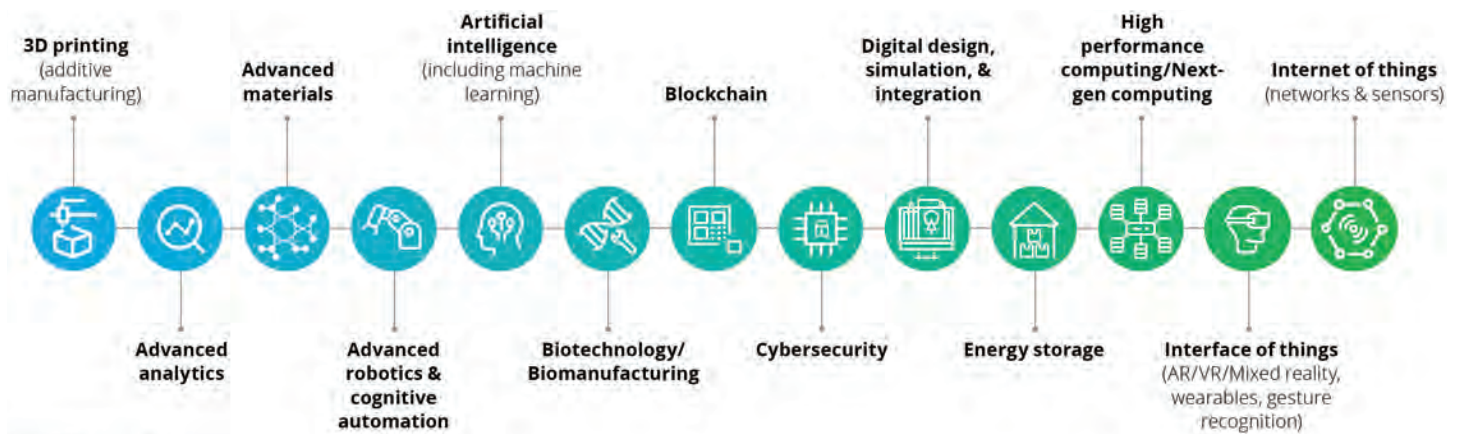 3D printing
(additive
manufacturing)
Advanced
analytics
Advanced
materials
Advanced
robotics &
cognitive
automation
Artificial
intelligence
(including machine
learning)
Biotechnology/
Biomanufacturing
Blockchain
Cybersecurity
Digital design,
simulation, &
integration
Energy storage
High
performance
computing/Next-
gen computing
Interface of things
(AR/VR/Mixed reality,
wearables, gesture
recognition)
Internet of things
(networks & sensors)